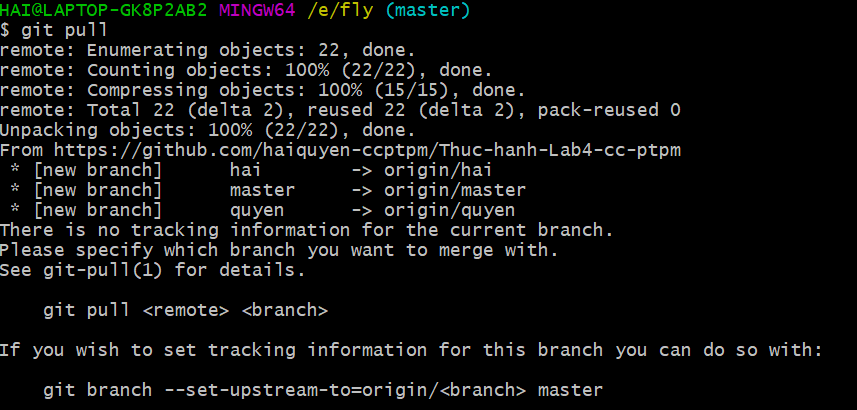 HAI@LAPTOP-GK8P2AB2 MINGW64 /e/fly (master)
$ git pull
remote: Enumerating objects: 22, done.
remote: Counting objects: 100% (22/22), done.
remote: Compressing objects: 100% (15/15), done.
remote: Total 22 (delta 2), reused 22 (delta 2), pack-reused 0
Unpacking objects: 100% (22/22), done.
From https://github.com/haiquyen-ccptpm/Thuc-hanh-Lab4-cc-ptpm
 * [new branch]      hai        -> origin/hai
 * [new branch]      master     -> origin/master
 * [new branch]      quyen      -> origin/quyen
There is no tracking information for the current branch.
Please specify which branch you want to merge with.
See git-pull(1) for details.

    git pull <remote> <branch>

If you wish to set tracking information for this branch you can do so with:

    git branch --set-upstream-to=origin/<branch> master